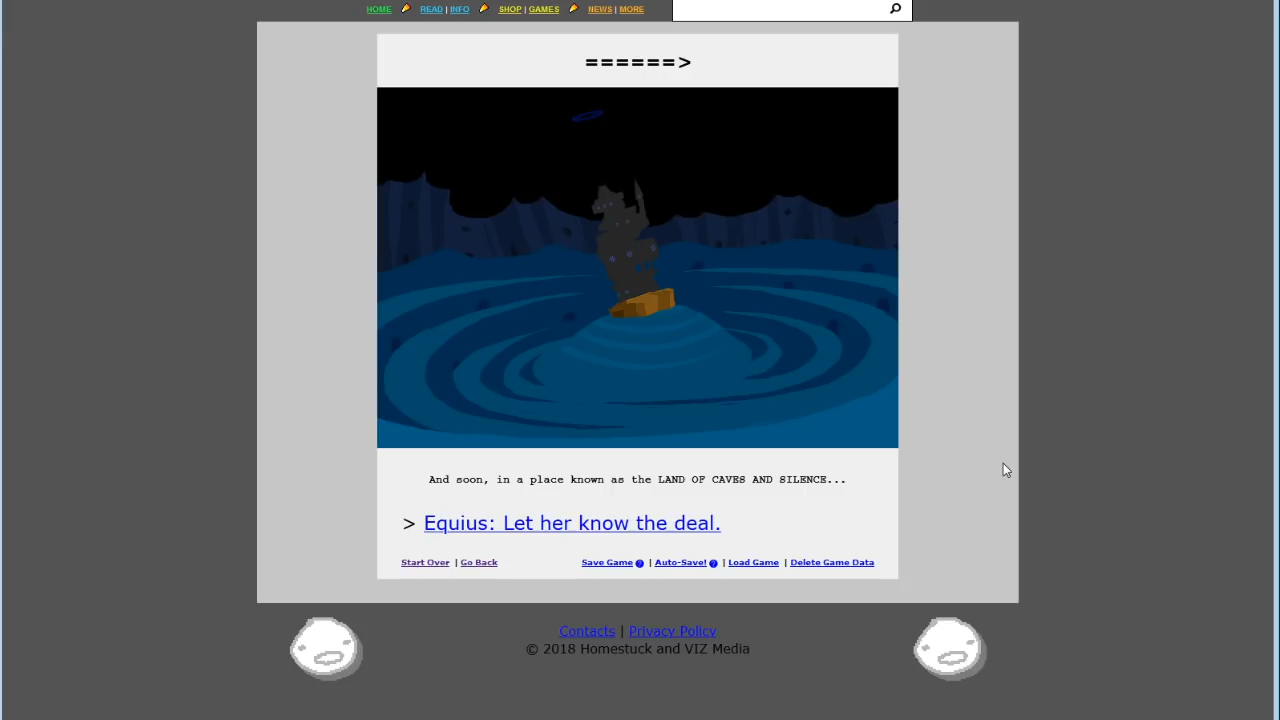 HOME READ | INFO SHOP | GAMES NEWS | MORE
======>
And soon, in a place known as the LAND OF CAVES AND SILENCE...
> Equius: Let her know the deal.
Start Over | Go Back Save Game ? | Auto-Save! ? | Load Game | Delete Game Data
Contacts | Privacy Policy
© 2018 Homestuck and VIZ Media